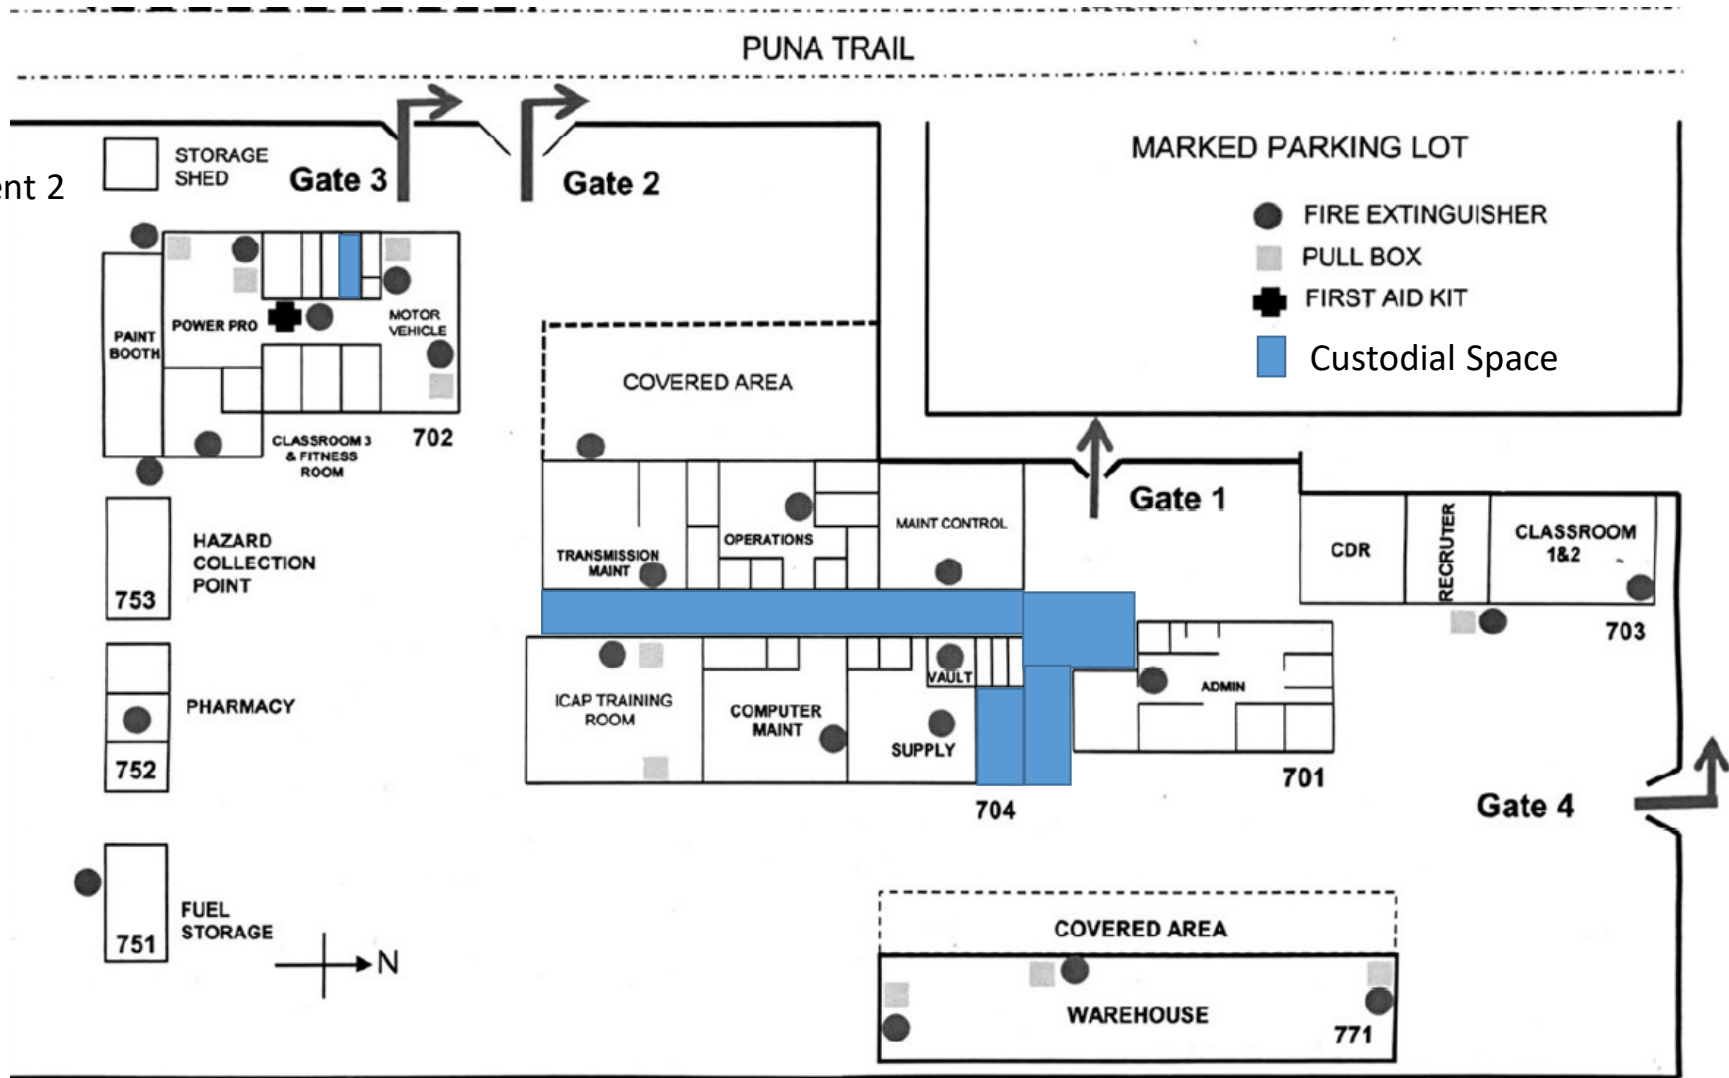 PUNA TRAIL
MARKED PARKING LOT
FIRE EXTINGUISHER
PULL BOX
FIRST AID KIT
Custodial Space
STORAGE
SHED
ent 2
Gate 3
Gate 2
PAINT
BOOTH
POWER PRO
MOTOR
VEHICLE
CLASSROOM 3
& FITNESS
ROOM
702
COVERED AREA
TRANSMISSION
MAINT
OPERATIONS
MAINT CONTROL
Gate 1
CDR
RECRUTER
CLASSROOM
1&2
703
HAZARD
COLLECTION
POINT
753
PHARMACY
752
ICAP TRAINING
ROOM
COMPUTER
MAINT
VAULT
SUPPLY
704
ADMIN
701
Gate 4
FUEL
STORAGE
751
N
COVERED AREA
WAREHOUSE
771